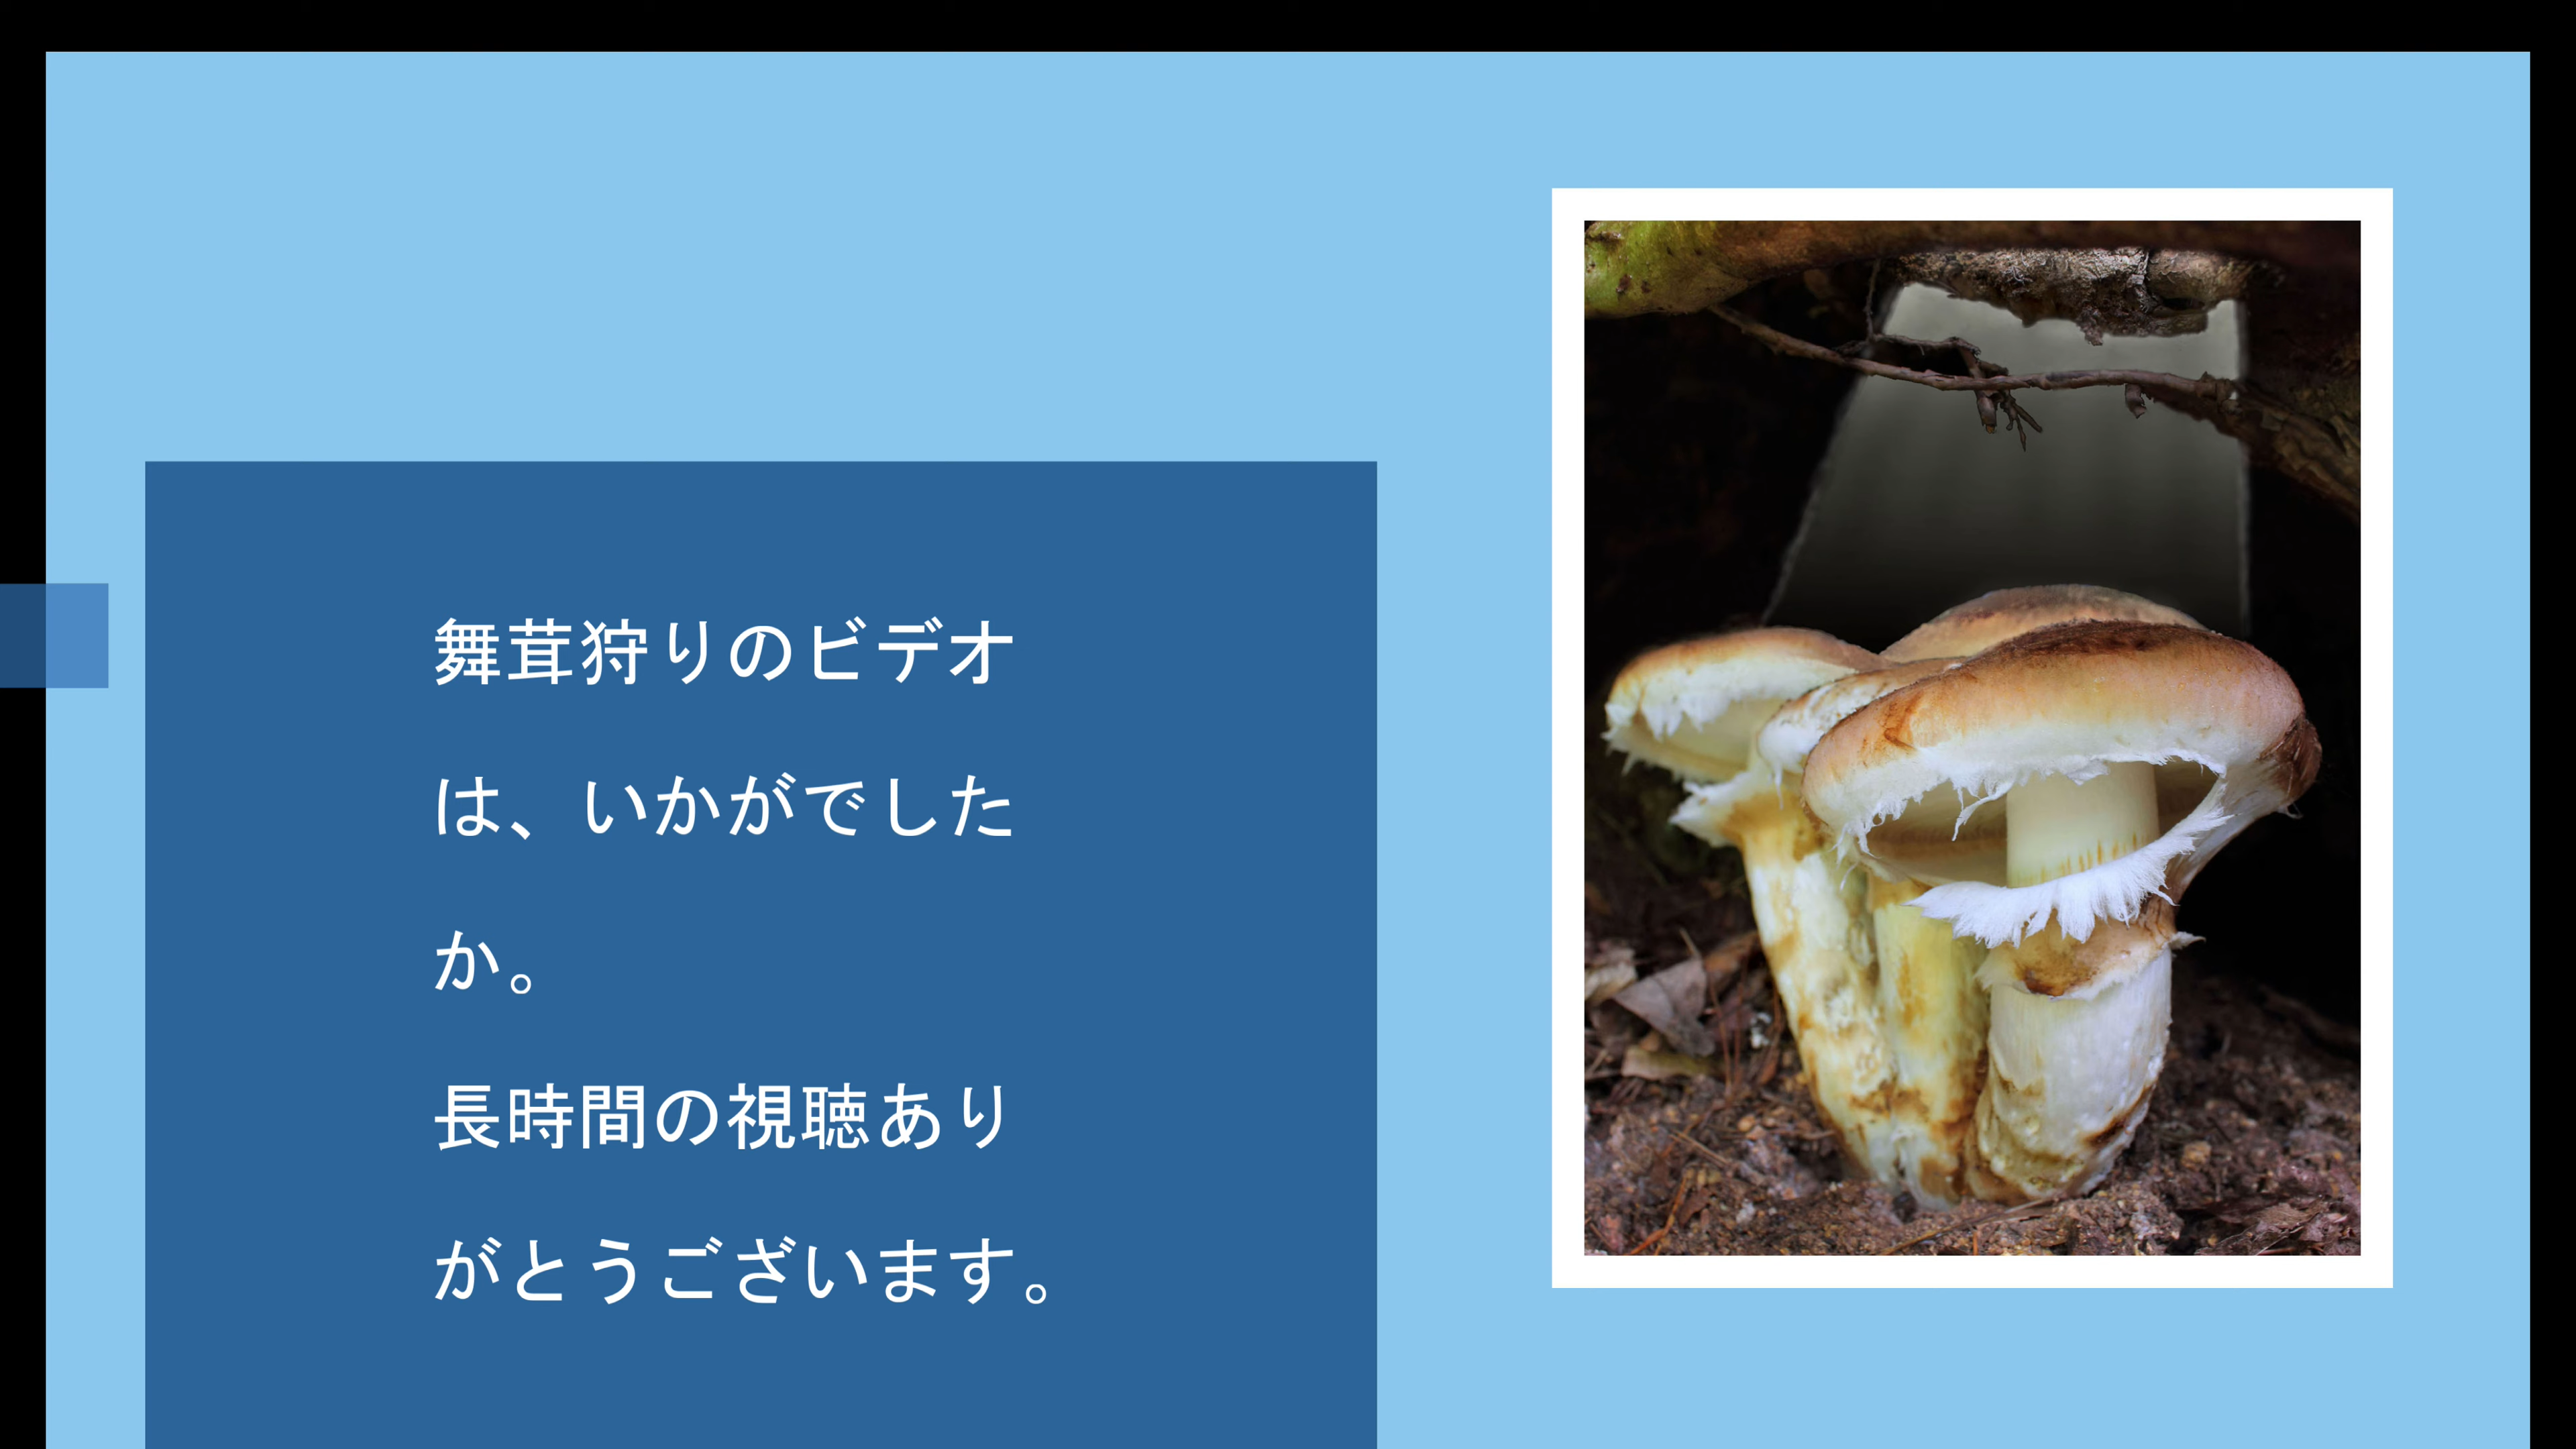 舞茸狩りのビデオ
は、いかがでした
か。
長時間の視聴あり
がとうございます。